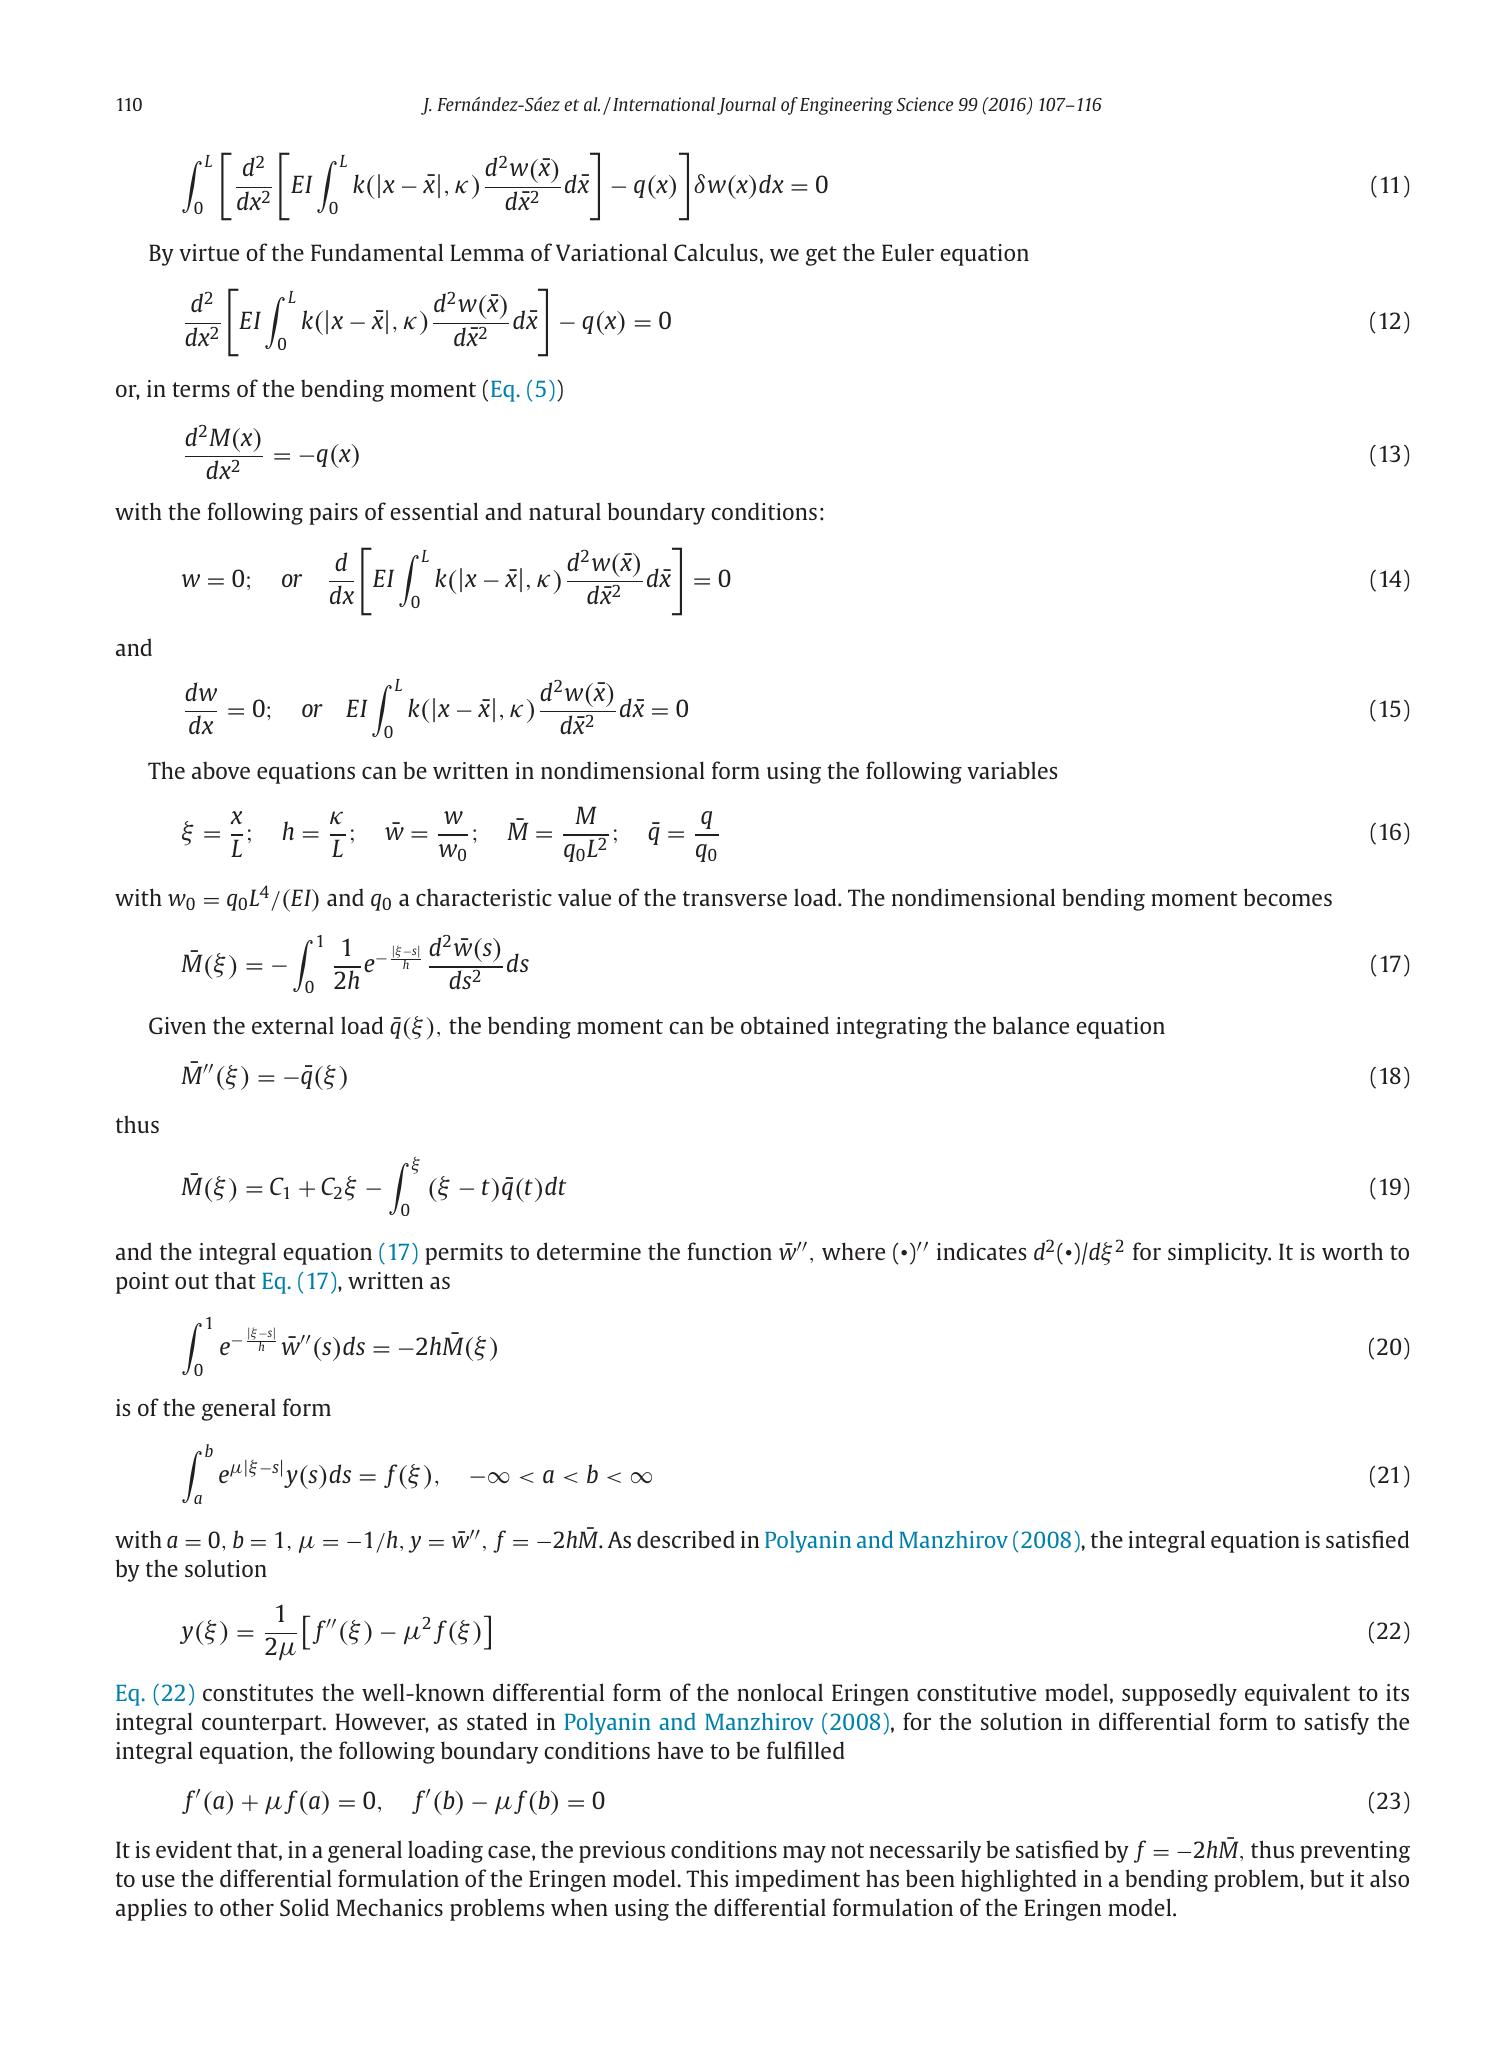 110 J. Fernández-Sáez et al. / International Journal of Engineering Science 99 (2016) 107–116
$$\int_0^L \left[ \frac{d^2}{dx^2} \left[ EI \int_0^L k(|x-\bar{x}|, \kappa) \frac{d^2 w(\bar{x})}{d\bar{x}^2} d\bar{x} \right] - q(x) \right] \delta w(x) dx = 0 \quad (11)$$
By virtue of the Fundamental Lemma of Variational Calculus, we get the Euler equation
$$\frac{d^2}{dx^2} \left[ EI \int_0^L k(|x-\bar{x}|, \kappa) \frac{d^2 w(\bar{x})}{d\bar{x}^2} d\bar{x} \right] - q(x) = 0 \quad (12)$$
or, in terms of the bending moment (Eq. (5))
$$\frac{d^2 M(x)}{dx^2} = -q(x) \quad (13)$$
with the following pairs of essential and natural boundary conditions:
$$w = 0; \quad or \quad \frac{d}{dx} \left[ EI \int_0^L k(|x-\bar{x}|, \kappa) \frac{d^2 w(\bar{x})}{d\bar{x}^2} d\bar{x} \right] = 0 \quad (14)$$
and
$$\frac{dw}{dx} = 0; \quad or \quad EI \int_0^L k(|x-\bar{x}|, \kappa) \frac{d^2 w(\bar{x})}{d\bar{x}^2} d\bar{x} = 0 \quad (15)$$
The above equations can be written in nondimensional form using the following variables
$$\xi = \frac{x}{L}; \quad h = \frac{\kappa}{L}; \quad \bar{w} = \frac{w}{w_0}; \quad \bar{M} = \frac{M}{q_0 L^2}; \quad \bar{q} = \frac{q}{q_0} \quad (16)$$
with $w_0 = q_0 L^4/(EI)$ and $q_0$ a characteristic value of the transverse load. The nondimensional bending moment becomes
$$\bar{M}(\xi) = -\int_0^1 \frac{1}{2h} e^{-\frac{|\xi-s|}{h}} \frac{d^2 \bar{w}(s)}{ds^2} ds \quad (17)$$
Given the external load $\bar{q}(\xi)$, the bending moment can be obtained integrating the balance equation
$$\bar{M}''(\xi) = -\bar{q}(\xi) \quad (18)$$
thus
$$\bar{M}(\xi) = C_1 + C_2 \xi - \int_0^\xi (\xi - t) \bar{q}(t) dt \quad (19)$$
and the integral equation (17) permits to determine the function $\bar{w}''$, where $(\bullet)''$ indicates $d^2(\bullet)/d\xi^2$ for simplicity. It is worth to
point out that Eq. (17), written as
$$\int_0^1 e^{-\frac{|\xi-s|}{h}} \bar{w}''(s) ds = -2h\bar{M}(\xi) \quad (20)$$
is of the general form
$$\int_a^b e^{\mu|\xi-s|} y(s) ds = f(\xi), \quad -\infty < a < b < \infty \quad (21)$$
with $a = 0$, $b = 1$, $\mu = -1/h$, $y = \bar{w}''$, $f = -2h\bar{M}$. As described in Polyanin and Manzhirov (2008), the integral equation is satisfied
by the solution
$$y(\xi) = \frac{1}{2\mu} \left[ f''(\xi) - \mu^2 f(\xi) \right] \quad (22)$$
Eq. (22) constitutes the well-known differential form of the nonlocal Eringen constitutive model, supposedly equivalent to its
integral counterpart. However, as stated in Polyanin and Manzhirov (2008), for the solution in differential form to satisfy the
integral equation, the following boundary conditions have to be fulfilled
$$f'(a) + \mu f(a) = 0, \quad f'(b) - \mu f(b) = 0 \quad (23)$$
It is evident that, in a general loading case, the previous conditions may not necessarily be satisfied by $f = -2h\bar{M}$, thus preventing
to use the differential formulation of the Eringen model. This impediment has been highlighted in a bending problem, but it also
applies to other Solid Mechanics problems when using the differential formulation of the Eringen model.